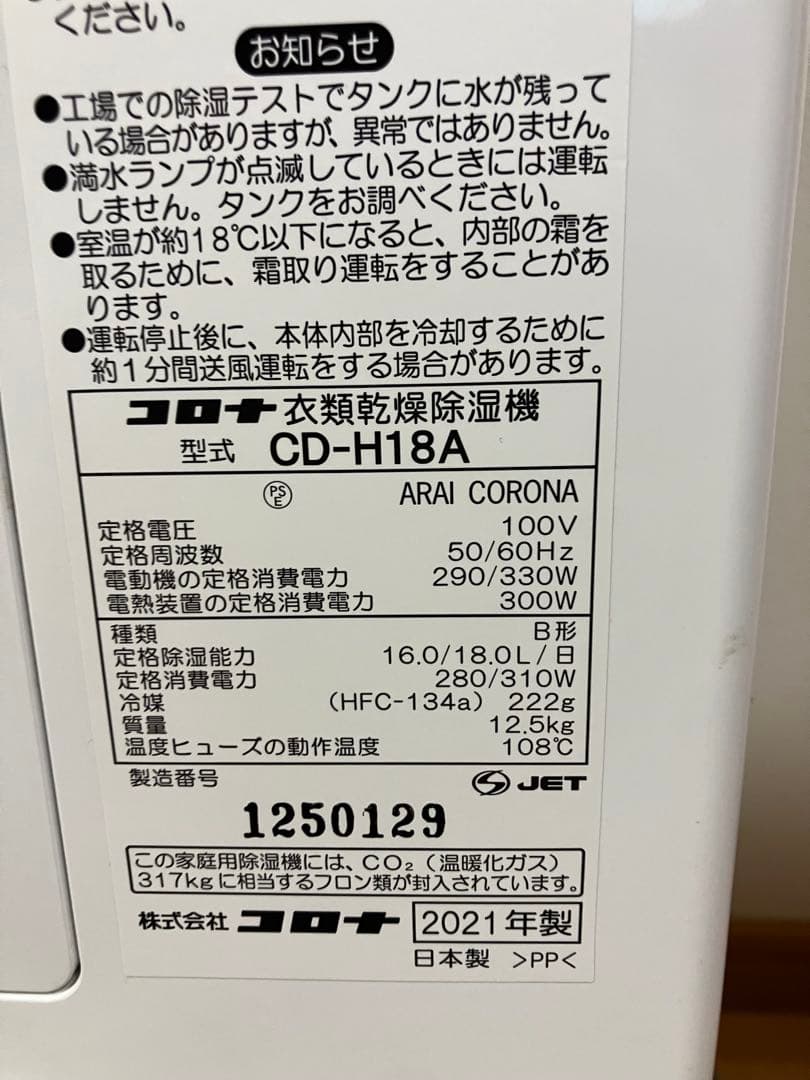 ください。
お知らせ
●工場での除湿テストでタンクに水が残って
いる場合がありますが、異常ではありません。
●満水ランプが点滅しているときには運転
しません。タンクをお調べください。
●室温が約18℃以下になると、内部の霜を
取るために、霜取り運転をすることがあ
ります。
●運転停止後に、本体内部を冷却するために
約1分間送風運転をする場合があります。
コロナ 衣類乾燥除湿機
型式 CD-H18A
PSE ARAI CORONA
定格電圧 100V
定格周波数 50/60Hz
電動機の定格消費電力 290/330W
電熱装置の定格消費電力 300W
種類 B形
定格除湿能力 16.0/18.0L/日
定格消費電力 280/310W
冷媒 (HFC-134a) 222g
質量 12.5kg
温度ヒューズの動作温度 108℃
製造番号 JET
1250129
この家庭用除湿機には、CO₂(温暖化ガス)
317kgに相当するフロン類が封入されています。
株式会社 コロナ 2021年製
日本製 >PP<